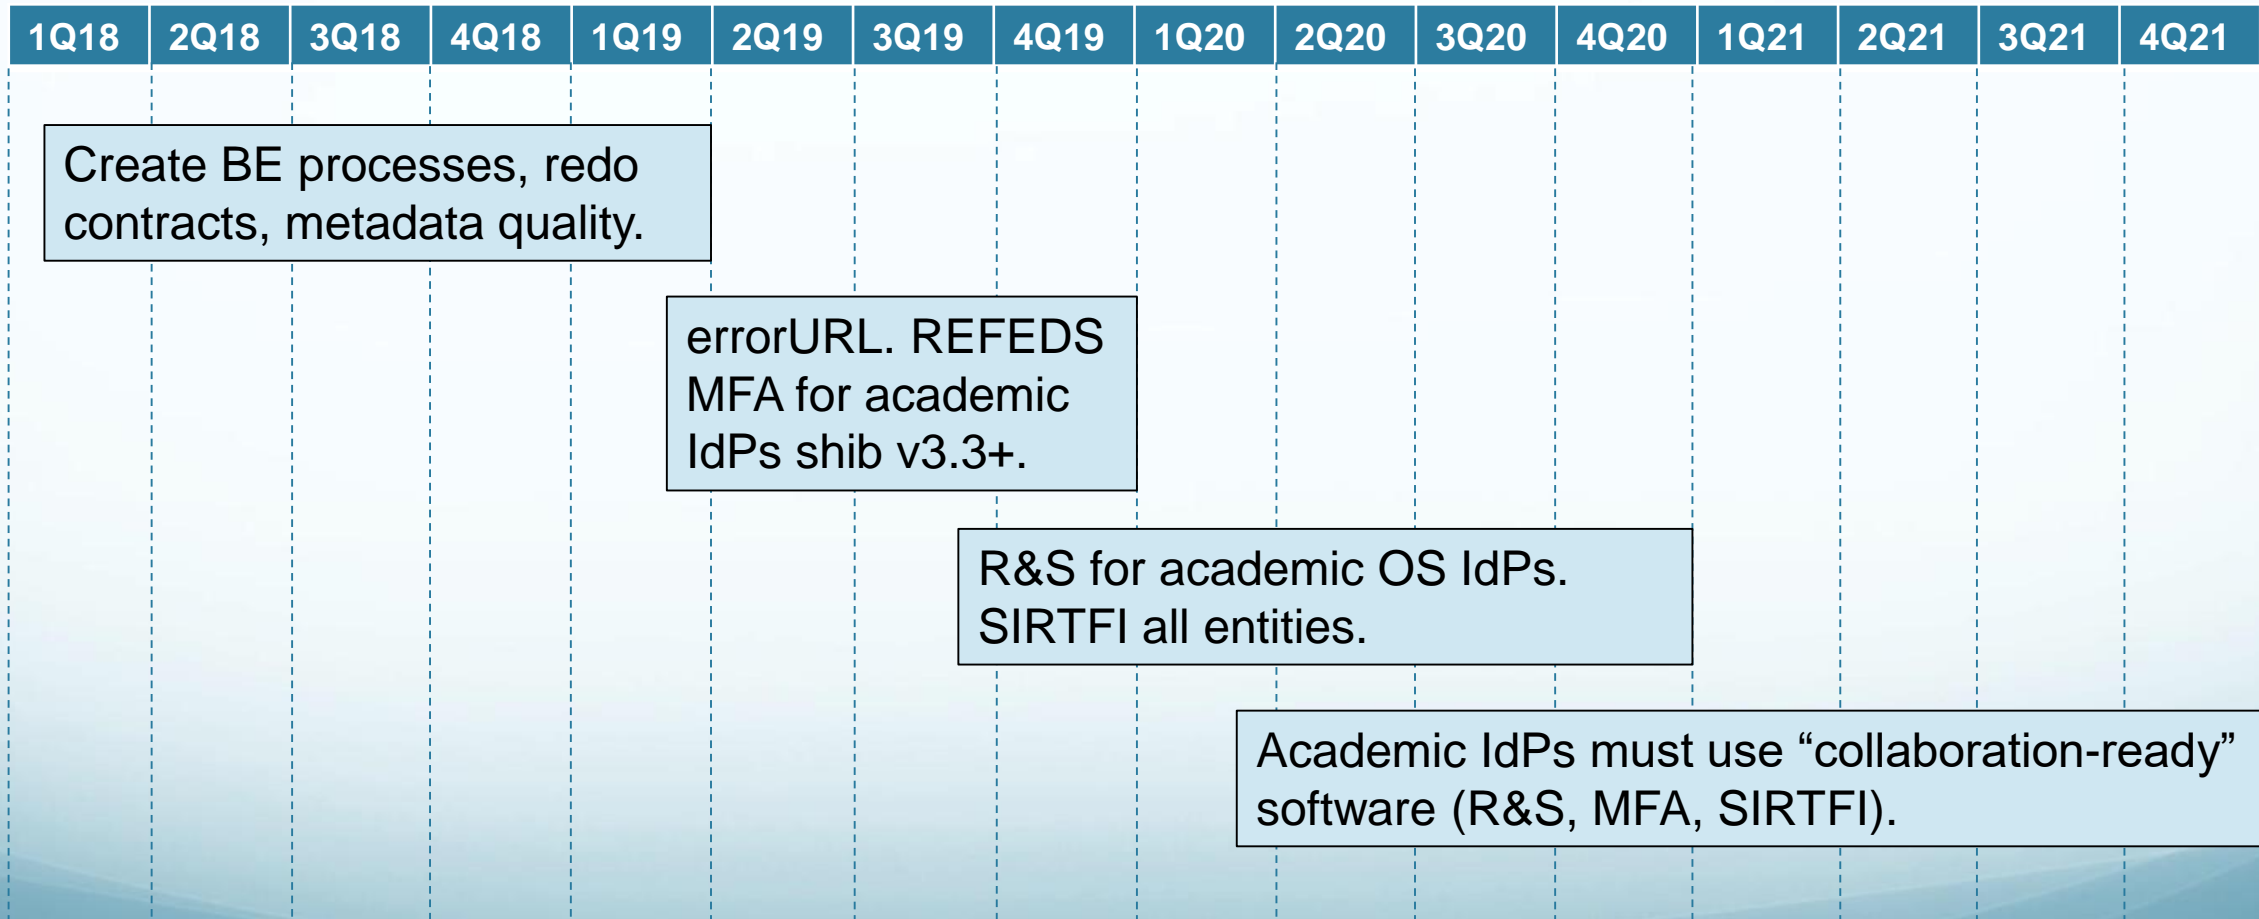 1Q18 2Q18 3Q18 4Q18 1Q19 2Q19 3Q19 4Q19 1Q20 2Q20 3Q20 4Q20 1Q21 2Q21 3Q21 4Q21
Create BE processes, redo
contracts, metadata quality.
errorURL. REFEDS
MFA for academic
IdPs shib v3.3+.
R&S for academic OS IdPs.
SIRTFI all entities.
Academic IdPs must use “collaboration-ready”
software (R&S, MFA, SIRTFI).